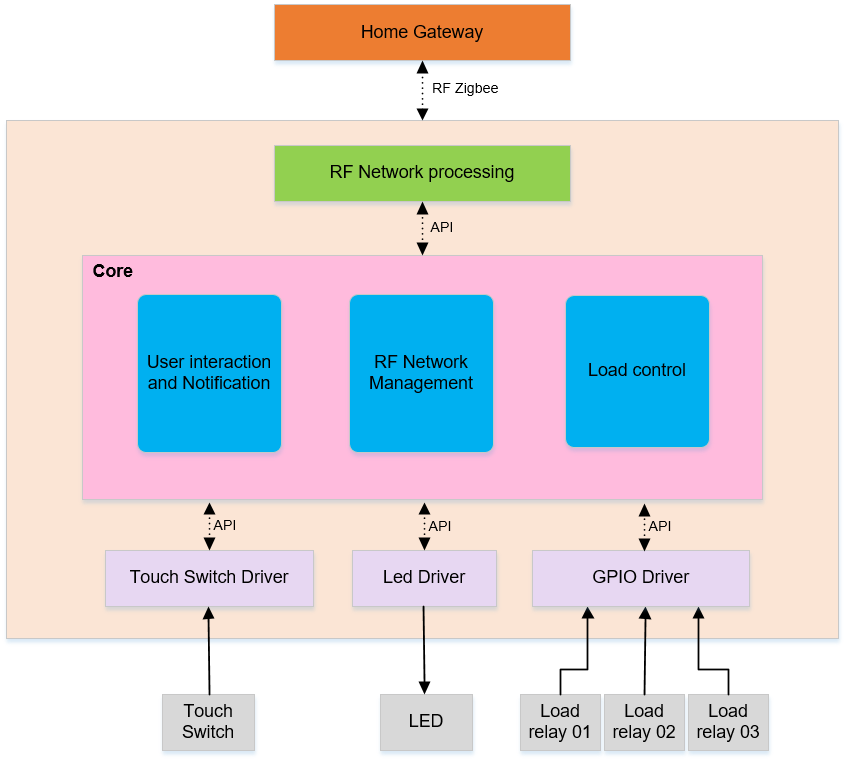 Home Gateway
RF Zigbee
RF Network processing
API
Core
User interaction
and Notification
RF Network
Management
Load control
API
API
API
Touch Switch Driver
Led Driver
GPIO Driver
Touch
Switch
LED
Load
relay 01
Load
relay 02
Load
relay 03